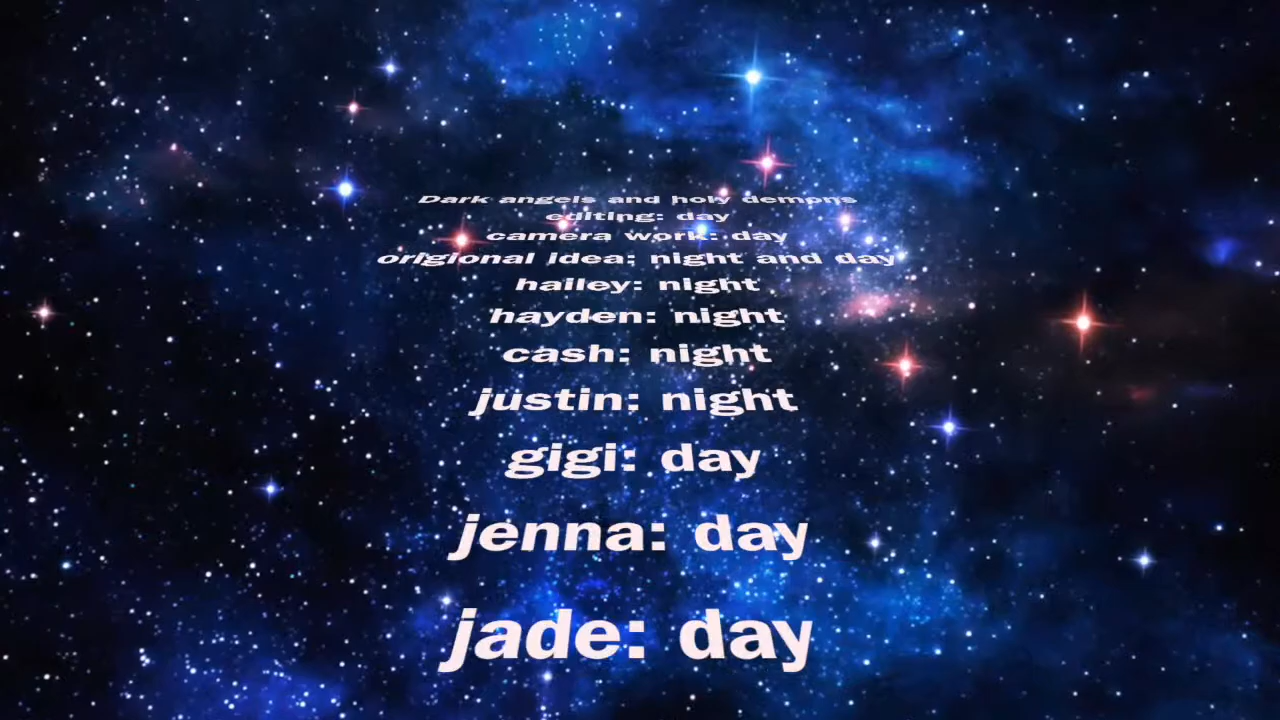 Dark angels and holy demons
editing: day
camera work: day
origional idea: night and day
hailey: night
hayden: night
cash: night
justin: night
gigi: day
jenna: day
jade: day